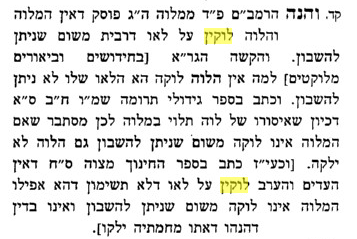 קד. והנה הרמב"ם פ"ד ממלוה ה"ג פוסק דאין המלוה
והלוה לוקין על לאו דרבית משום שניתן
להשבון. והקשה הגר"א [בחידושים וביאורים
מלוקטים] למה אין הלוה לוקה הא הלאו שלו לא ניתן
להשבון. וכתב בספר גידולי תרומה שמ"ו ח"ב ס"א
דכיון שאיסורו של לוה תלוי במלוה לכן מסתבר שאם
המלוה אינו לוקה משום שניתן להשבון גם הלוה לא
ילקה. [וכעי"ז כתב בספר החינוך מצוה ס"ח דאין
העדים והערב לוקין על לאו דלא תשימון דהא אפילו
המלוה אינו לוקה משום שניתן להשבון ואינו בדין
דהנהו דאתו מחמתיה ילקו].